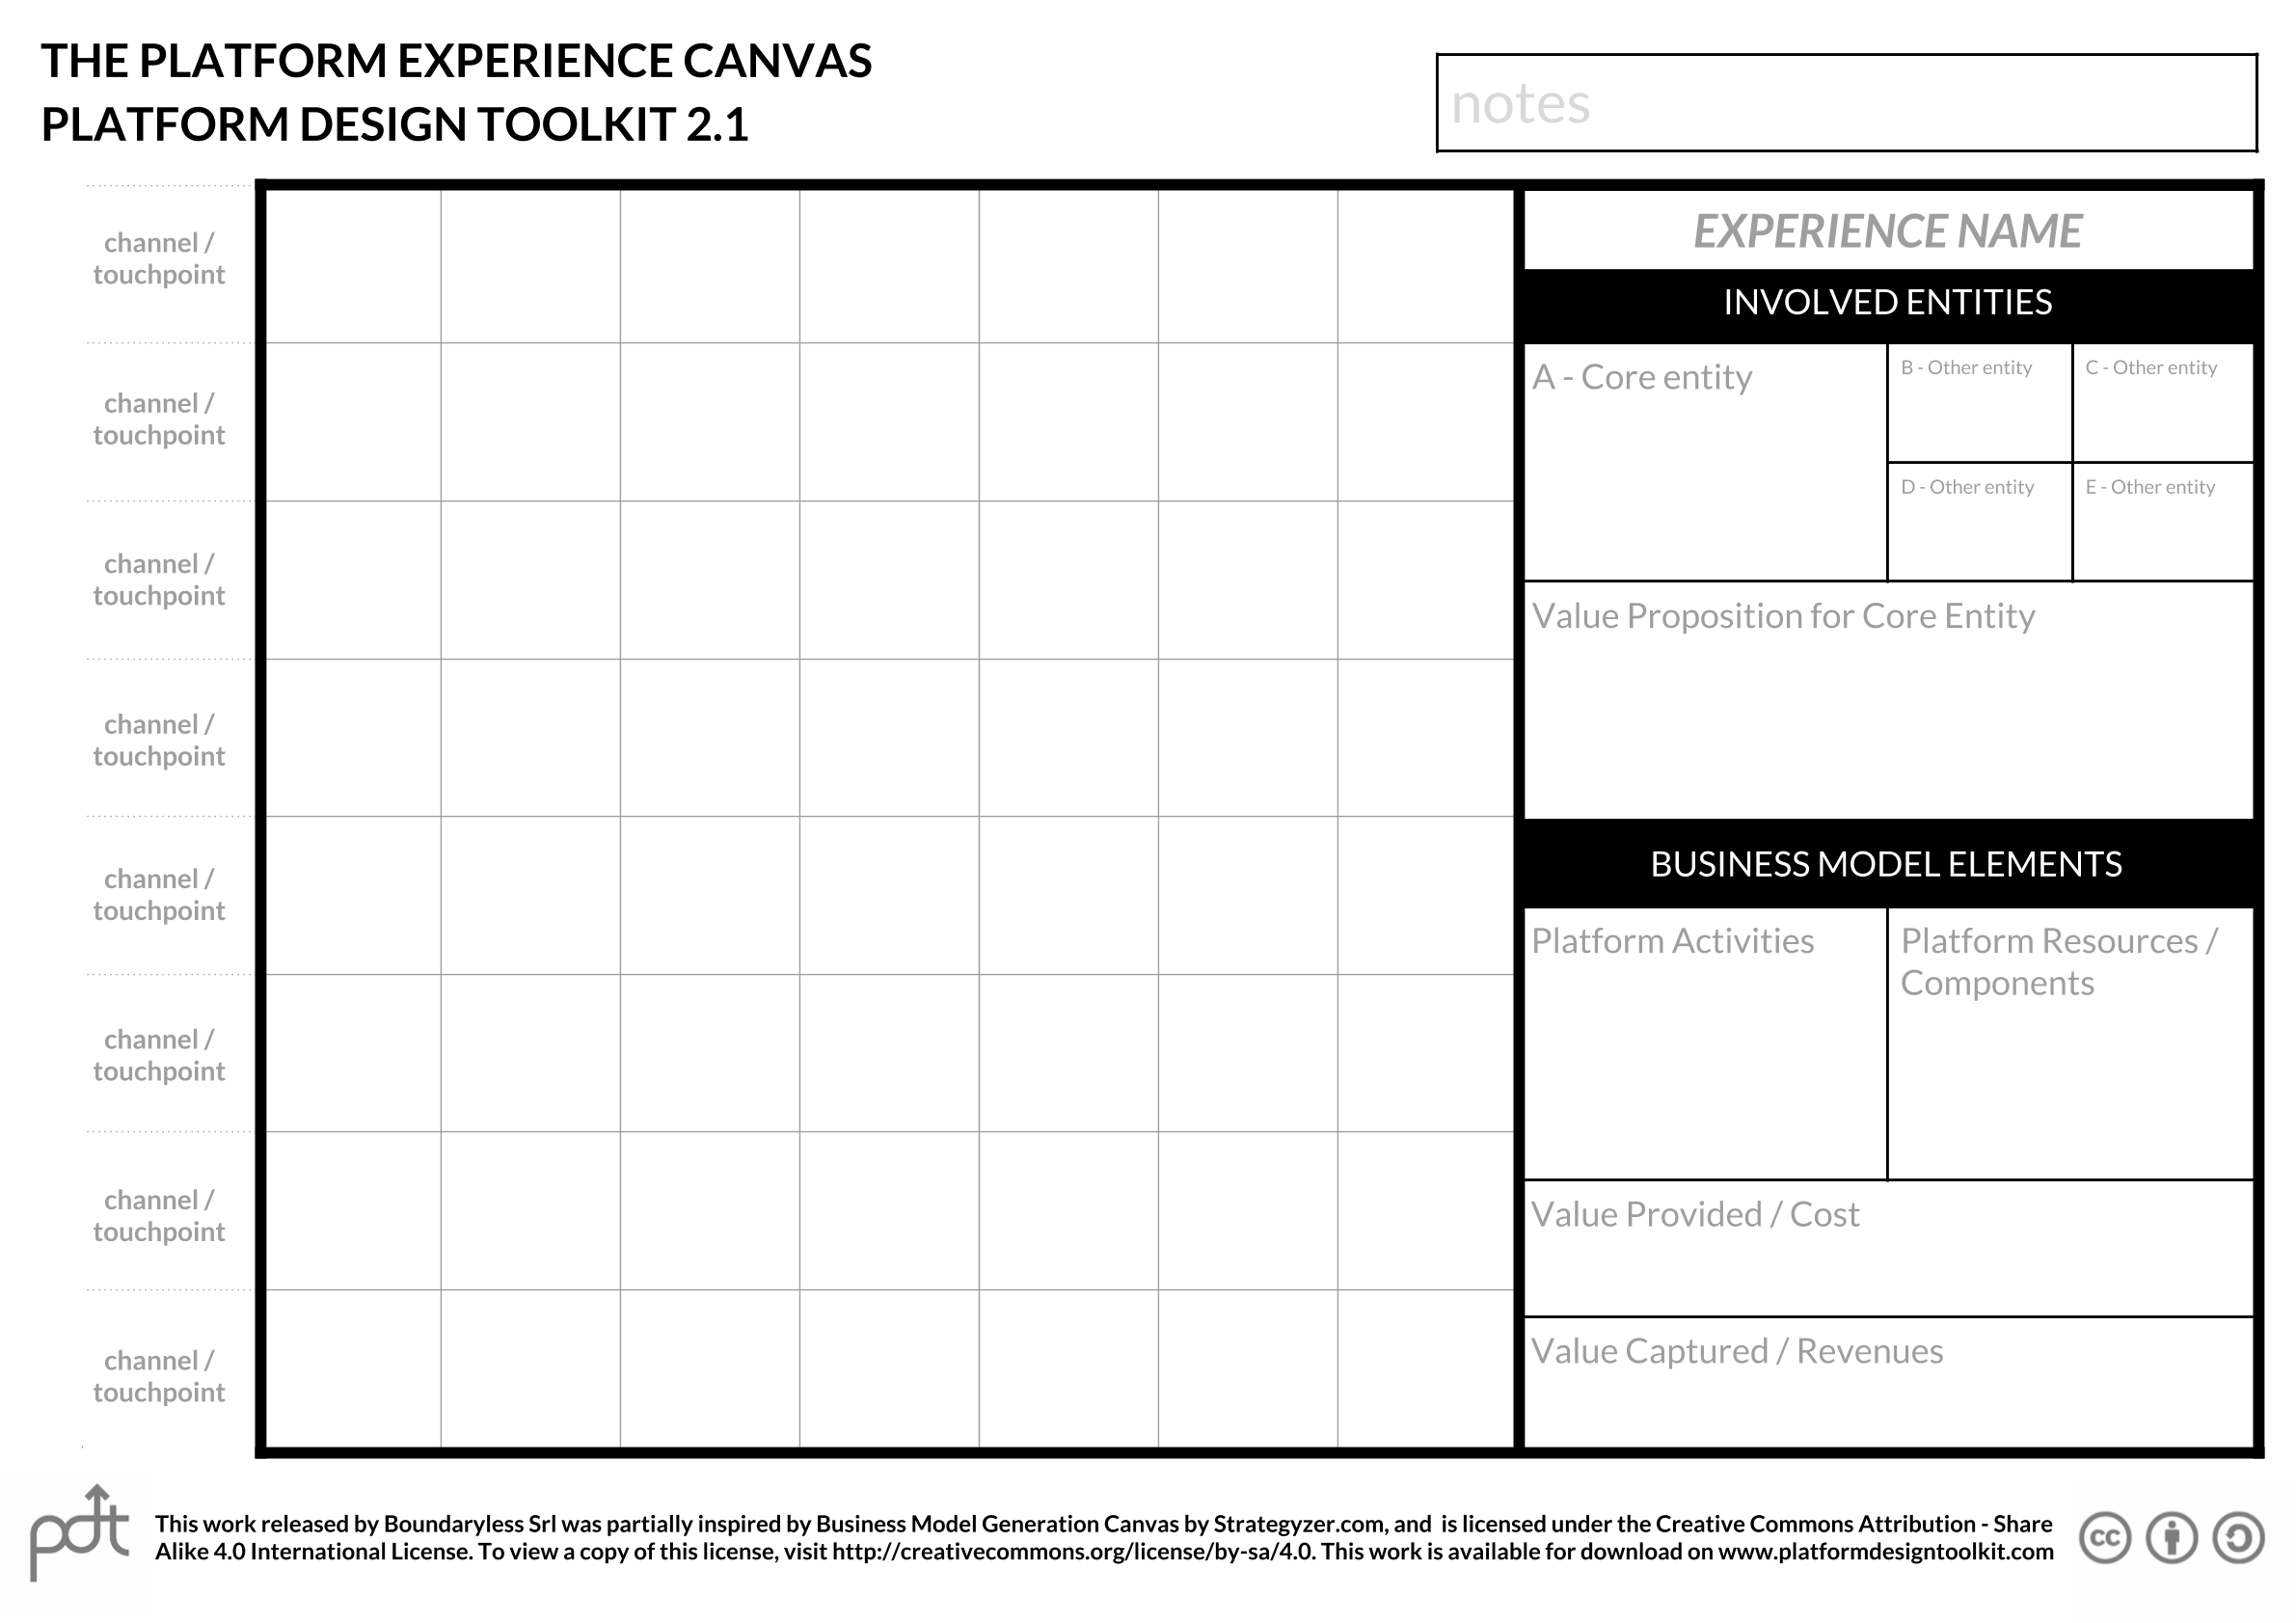 THE PLATFORM EXPERIENCE CANVAS
PLATFORM DESIGN TOOLKIT 2.1
notes
channel /
touchpoint
channel /
touchpoint
channel /
touchpoint
channel /
touchpoint
channel /
touchpoint
channel /
touchpoint
channel /
touchpoint
channel /
touchpoint
EXPERIENCE NAME
INVOLVED ENTITIES
A - Core entity
B - Other entity
C - Other entity
D - Other entity
E - Other entity
Value Proposition for Core Entity
BUSINESS MODEL ELEMENTS
Platform Activities
Platform Resources /
Components
Value Provided / Cost
Value Captured / Revenues
pdt
This work released by Boundaryless Srl was partially inspired by Business Model Generation Canvas by Strategyzer.com, and is licensed under the Creative Commons Attribution - Share
Alike 4.0 International License. To view a copy of this license, visit http://creativecommons.org/license/by-sa/4.0. This work is available for download on www.platformdesigntoolkit.com
cc